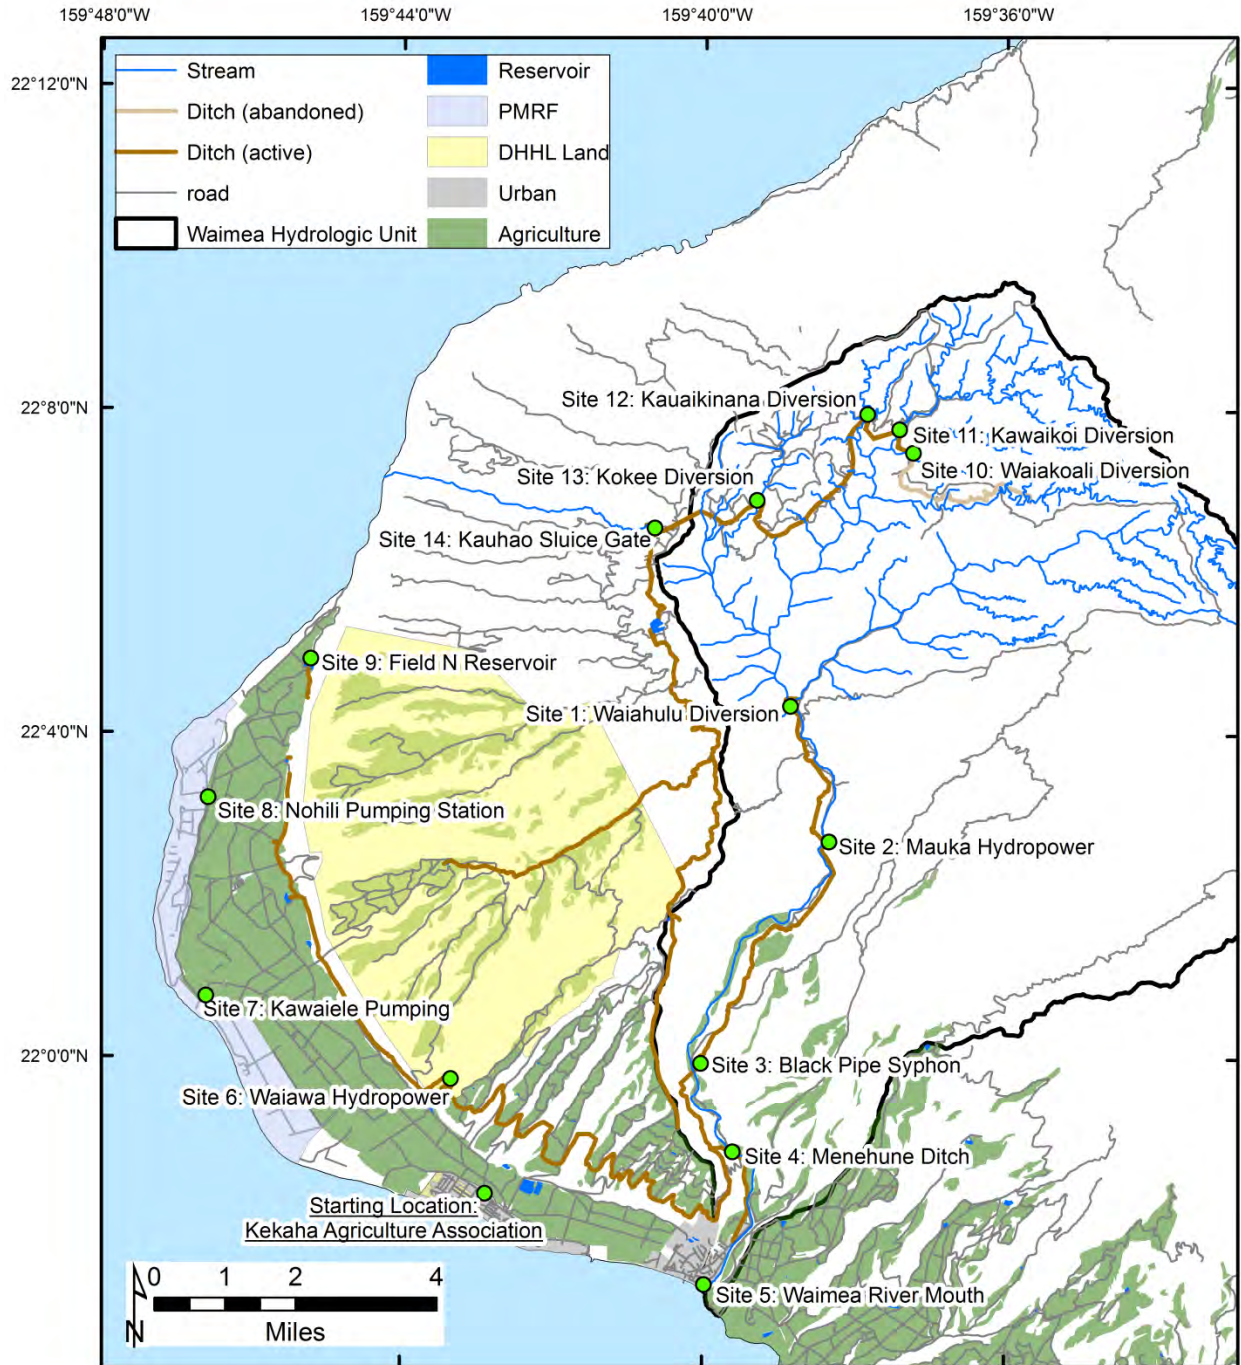 159°48'0"W
159°44'0"W
159°40'0"W
159°36'0"W
22°12'0"N
Stream
Reservoir
Ditch (abandoned)
PMRF
Ditch (active)
DHHL Land
road
Urban
Waimea Hydrologic Unit
Agriculture
22°8'0"N
Site 12: Kauaikinana Diversion
Site 11: Kawaikoi Diversion
Site 10: Waiakoali Diversion
Site 13: Kokee Diversion
Site 14: Kauhao Sluice Gate
Site 9: Field N Reservoir
Site 1: Waiahulu Diversion
22°4'0"N
Site 8: Nohili Pumping Station
Site 2: Mauka Hydropower
Site 7: Kawaiele Pumping
22°0'0"N
Site 3: Black Pipe Syphon
Site 6: Waiawa Hydropower
Site 4: Menehune Ditch
Starting Location:
Kekaha Agriculture Association
Site 5: Waimea River Mouth
0 1 2 4
Miles
N